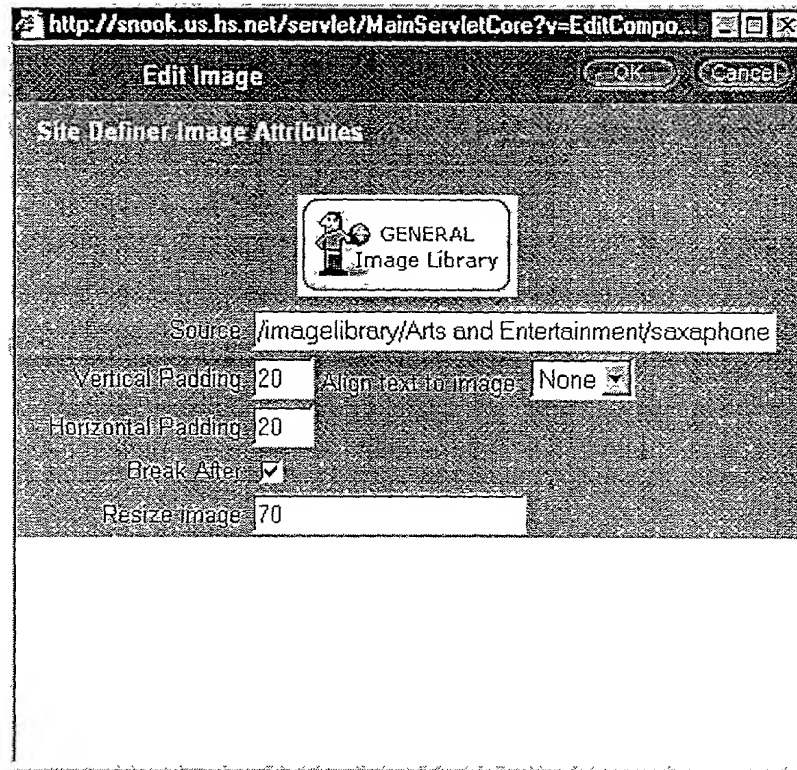 http://snook.us.hs.net/servlet/MainServletCore?v=EditCompo...
Edit Image OK Cancel
Site Definer Image Attributes
GENERAL
Image Library
Source /imagelibrary/Arts and Entertainment/saxaphone
Vertical Padding 20 Align text to image None
Horizontal Padding 20
Break After
Resize image 70